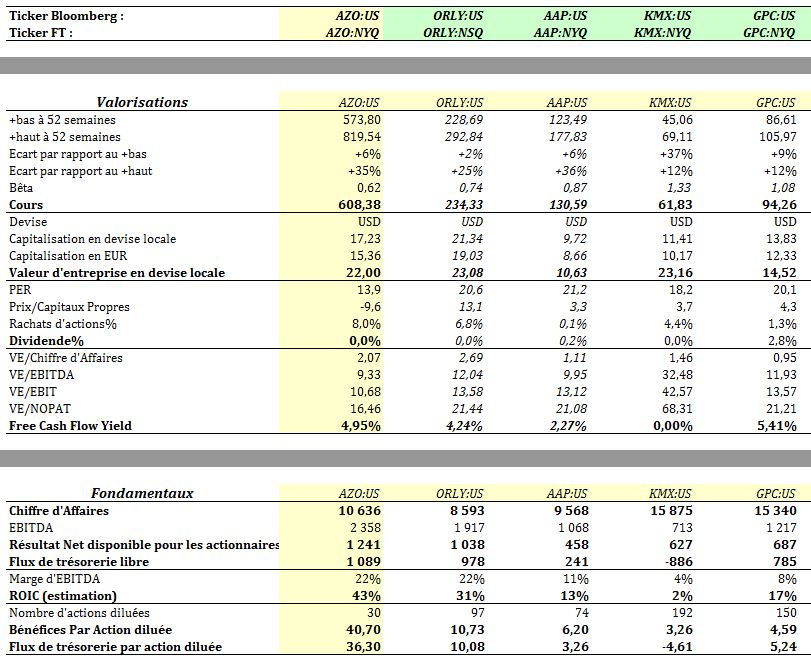 Ticker Bloomberg : AZO:US ORLY:US AAP:US KMX:US GPC:US
Ticker FT : AZO:NYQ ORLY:NSQ AAP:NYQ KMX:NYQ GPC:NYQ
Valorisations AZO:US ORLY:US AAP:US KMX:US GPC:US
+bas à 52 semaines 573,80 228,69 123,49 45,06 86,61
+haut à 52 semaines 819,54 292,84 177,83 69,11 105,97
Ecart par rapport au +bas +6% +2% +6% +37% +9%
Ecart par rapport au +haut +35% +25% +36% +12% +12%
Bêta 0,62 0,74 0,87 1,33 1,08
Cours 608,38 234,33 130,59 61,83 94,26
Devise USD USD USD USD USD
Capitalisation en devise locale 17,23 21,34 9,72 11,41 13,83
Capitalisation en EUR 15,36 19,03 8,66 10,17 12,33
Valeur d'entreprise en devise locale 22,00 23,08 10,63 23,16 14,52
PER 13,9 20,6 21,2 18,2 20,1
Prix/Capitaux Propres -9,6 13,1 3,3 3,7 4,3
Rachats d'actions% 8,0% 6,8% 0,1% 4,4% 1,3%
Dividende% 0,0% 0,0% 0,2% 0,0% 2,8%
VE/Chiffre d'Affaires 2,07 2,69 1,11 1,46 0,95
VE/EBITDA 9,33 12,04 9,95 32,48 11,93
VE/EBIT 10,68 13,58 13,12 42,57 13,57
VE/NOPAT 16,46 21,44 21,08 68,31 21,21
Free Cash Flow Yield 4,95% 4,24% 2,27% 0,00% 5,41%
Fondamentaux AZO:US ORLY:US AAP:US KMX:US GPC:US
Chiffre d'Affaires 10 636 8 593 9 568 15 875 15 340
EBITDA 2 358 1 917 1 068 713 1 217
Résultat Net disponible pour les actionnaires 1 241 1 038 458 627 687
Flux de trésorerie libre 1 089 978 241 -886 785
Marge d'EBITDA 22% 22% 11% 4% 8%
ROIC (estimation) 43% 31% 13% 2% 17%
Nombre d'actions diluées 30 97 74 192 150
Bénéfices Par Action diluée 40,70 10,73 6,20 3,26 4,59
Flux de trésorerie par action diluée 36,30 10,08 3,26 -4,61 5,24